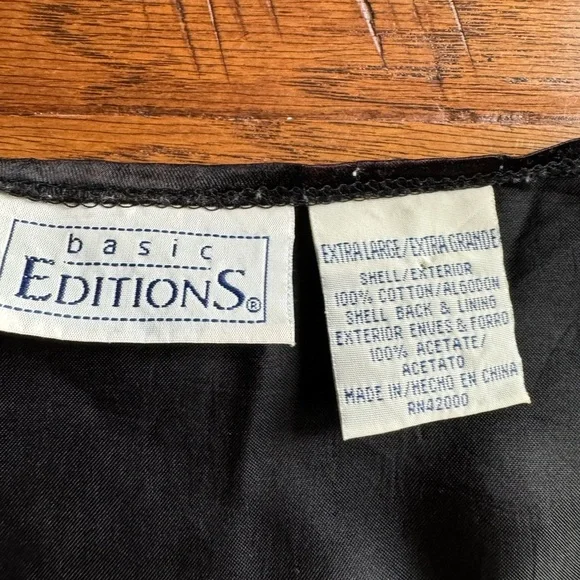 basic
EDITIONS®
EXTRA LARGE/EXTRA GRANDE
SHELL/EXTERIOR
100% COTTON/ALGODON
SHELL BACK & LINING
EXTERIOR ENVES & FORRO
100% ACETATE/
ACETATO
MADE IN/HECHO EN CHINA
RN42000